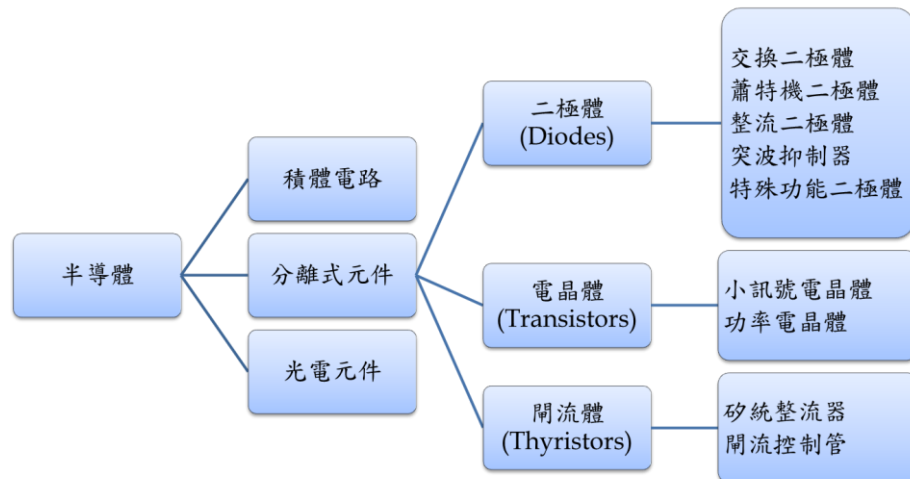 半導體
積體電路
分離式元件
光電元件
二極體
(Diodes)
電晶體
(Transistors)
閘流體
(Thyristors)
交換二極體
蕭特機二極體
整流二極體
突波抑制器
特殊功能二極體
小訊號電晶體
功率電晶體
矽統整流器
閘流控制管